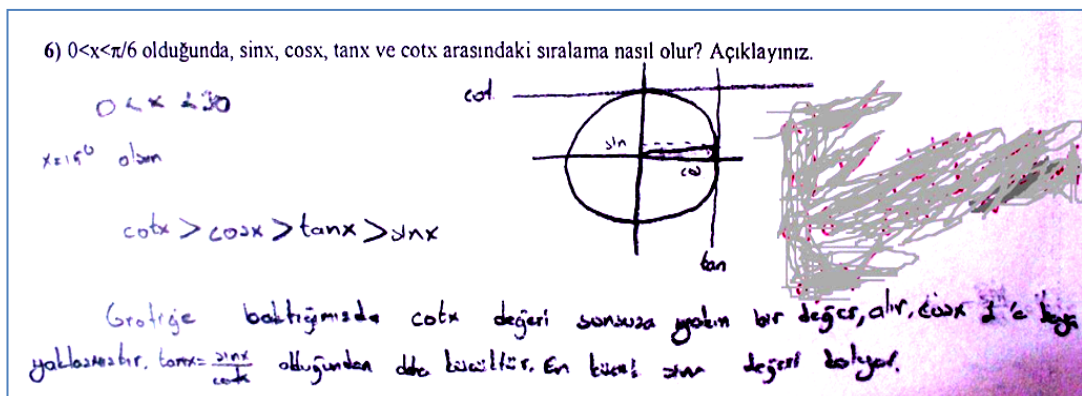 6) 0<x<π/6 olduğunda, sinx, cosx, tanx ve cotx arasındaki sıralama nasıl olur? Açıklayınız.
cot
0 < x < 30
x=15° olsun
sin
cos
cotx > cosx > tanx > sinx
tan
Grafiğe baktığımızda cotx değeri sonsuza yakın bir değer alır, cosx 1'e
yaklaşmıştır. tanx = sinx/cosx olduğundan daha küçüktür. En küçük sinx değeri kalıyor.